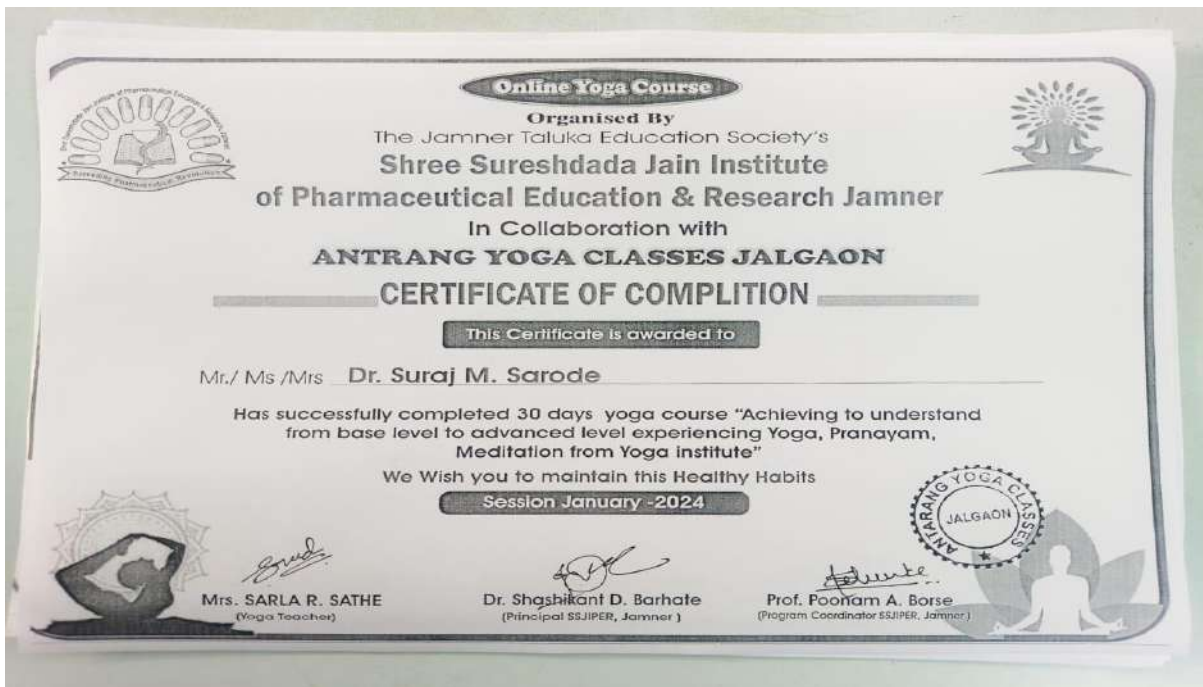 Online Yoga Course
Organised By
The Jamner Taluka Education Society's
Shree Sureshdada Jain Institute
of Pharmaceutical Education & Research Jamner
In Collaboration with
ANTRANG YOGA CLASSES JALGAON
CERTIFICATE OF COMPLITION
This Certificate is awarded to
Mr./ Ms /Mrs Dr. Suraj M. Sarode
Has successfully completed 30 days yoga course "Achieving to understand
from base level to advanced level experiencing Yoga, Pranayam,
Meditation from Yoga institute"
We Wish you to maintain this Healthy Habits
Session January -2024
ANTARANG YOGA CLASSES
JALGAON
Mrs. SARLA R. SATHE
(Yoga Teacher)
Dr. Shashikant D. Barhate
(Principal SSJIPER, Jamner )
Prof. Poonam A. Borse
(Program Coordinator SSJIPER, Jamner )